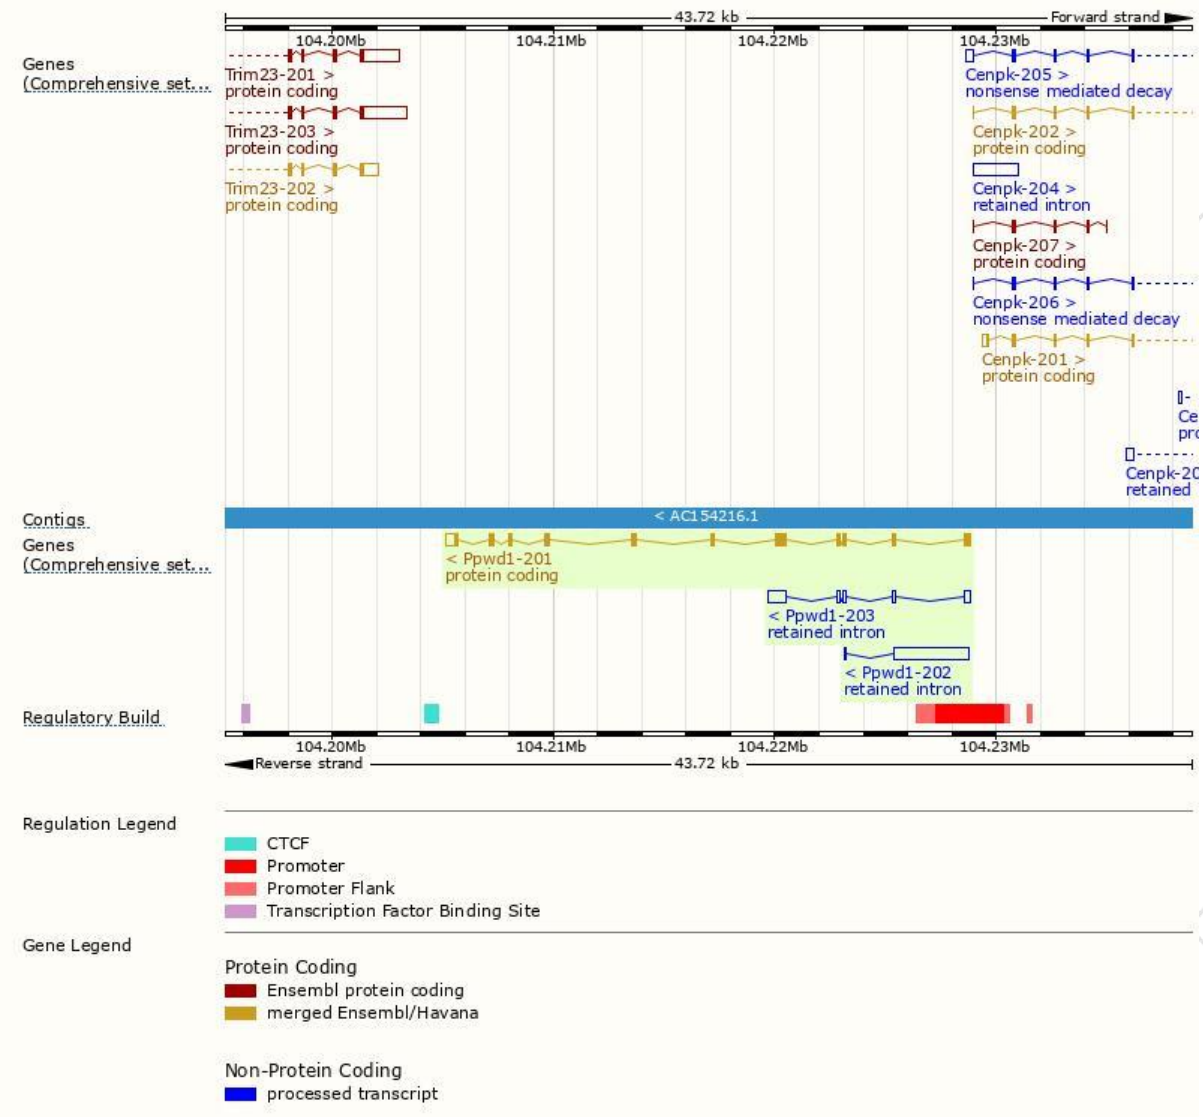 43.72 kb Forward strand
104.20Mb 104.21Mb 104.22Mb 104.23Mb
Genes
(Comprehensive set...
Trim23-201 >
protein coding
Trim23-203 >
protein coding
Trim23-202 >
protein coding
Cenpk-205 >
nonsense mediated decay
Cenpk-202 >
protein coding
Cenpk-204 >
retained intron
Cenpk-207 >
protein coding
Cenpk-206 >
nonsense mediated decay
Cenpk-201 >
protein coding
Ce
pro
Cenpk-20
retained
Contigs
< AC154216.1
Genes
(Comprehensive set...
< Ppwd1-201
protein coding
< Ppwd1-203
retained intron
< Ppwd1-202
retained intron
Regulatory Build
104.20Mb 104.21Mb 104.22Mb 104.23Mb
Reverse strand 43.72 kb
Regulation Legend
CTCF
Promoter
Promoter Flank
Transcription Factor Binding Site
Gene Legend
Protein Coding
Ensembl protein coding
merged Ensembl/Havana
Non-Protein Coding
processed transcript